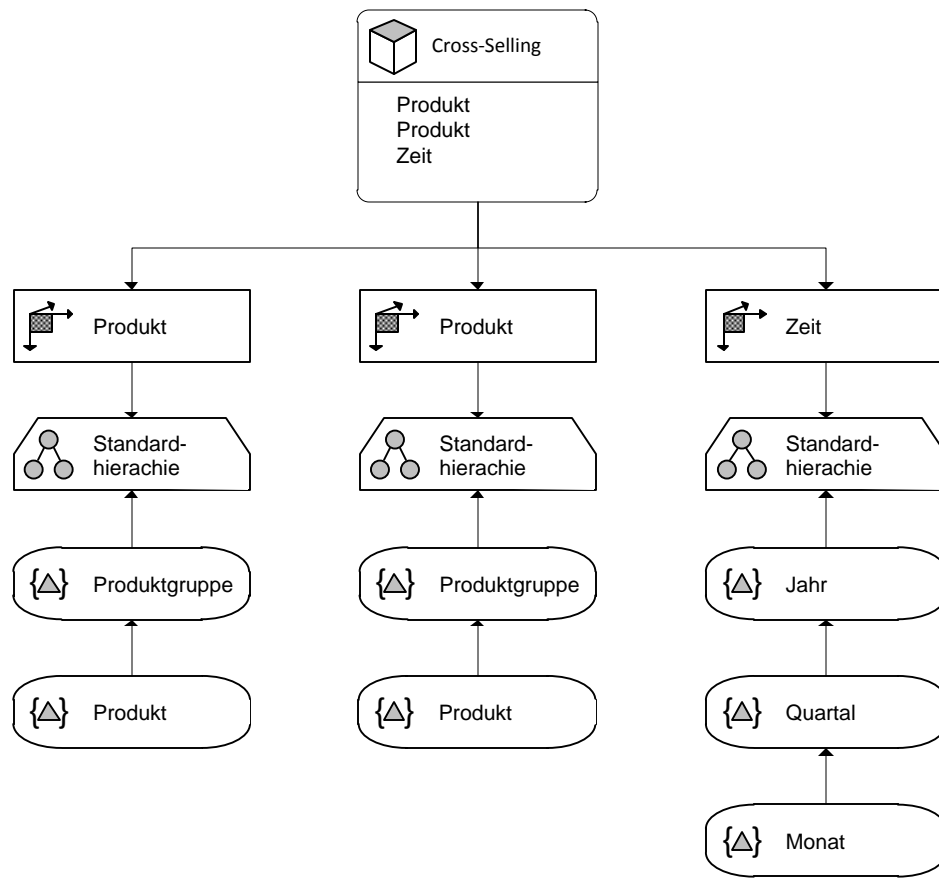 Cross-Selling
Produkt
Produkt
Zeit
Produkt
Produkt
Zeit
Standard-
hierachie
Standard-
hierachie
Standard-
hierachie
Produktgruppe
Produktgruppe
Jahr
Produkt
Produkt
Quartal
Monat